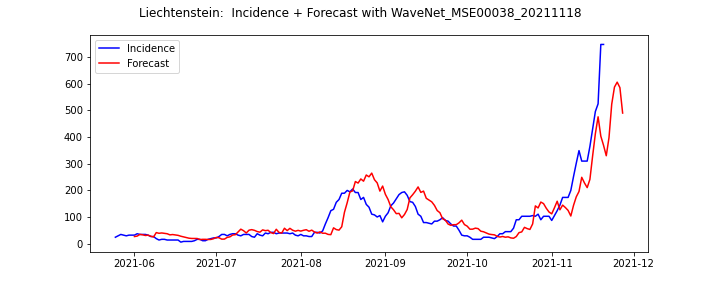 Liechtenstein:  Incidence + Forecast with WaveNet_MSE00038_20211118
Incidence
Forecast
700
600
500
400
300
200
100
0
2021-06 2021-07 2021-08 2021-09 2021-10 2021-11 2021-12